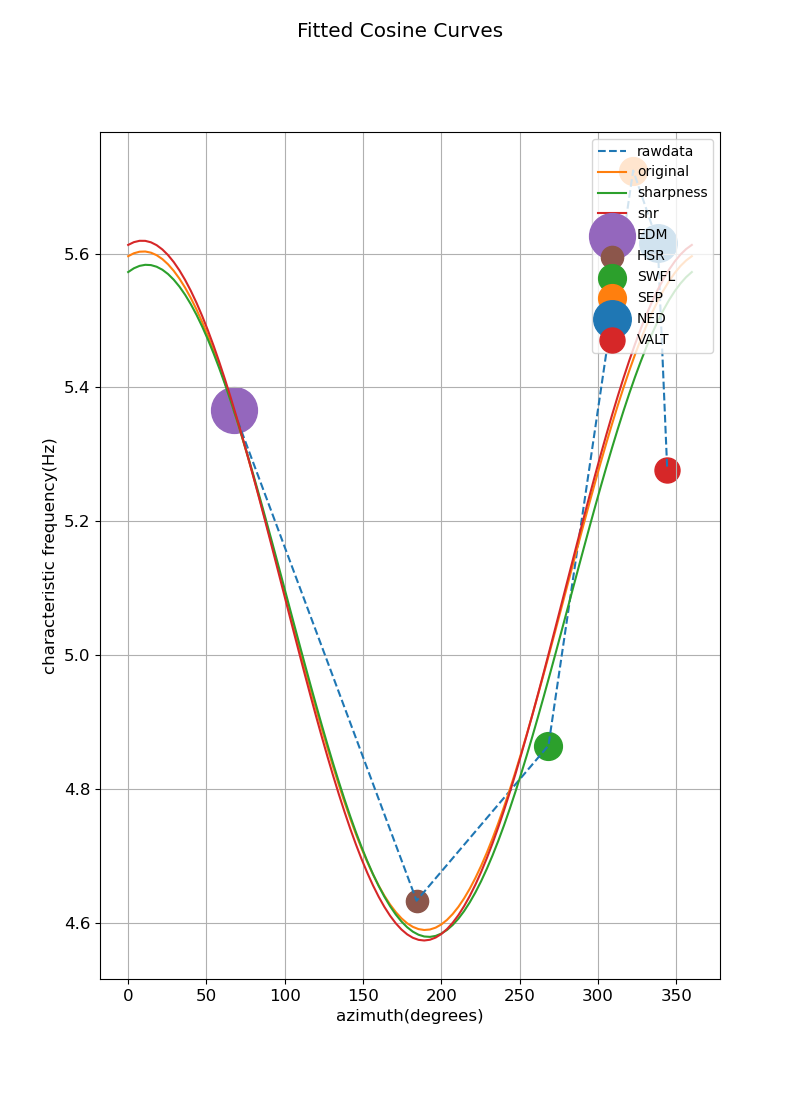 Fitted Cosine Curves
rawdata
original
sharpness
snr
EDM
HSR
SWFL
SEP
NED
VALT
5.6
5.4
5.2
5.0
4.8
4.6
characteristic frequency(Hz)
0 50 100 150 200 250 300 350
azimuth(degrees)